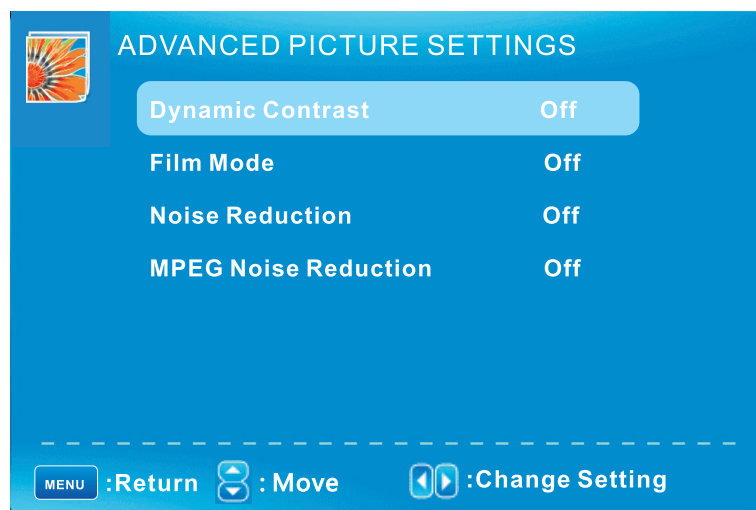 ADVANCED PICTURE SETTINGS
Dynamic Contrast Off
Film Mode Off
Noise Reduction Off
MPEG Noise Reduction Off
MENU :Return : Move :Change Setting